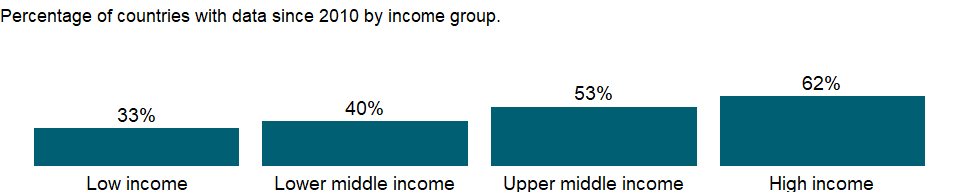 Percentage of countries with data since 2010 by income group.
33%
40%
53%
62%
Low income
Lower middle income
Upper middle income
High income